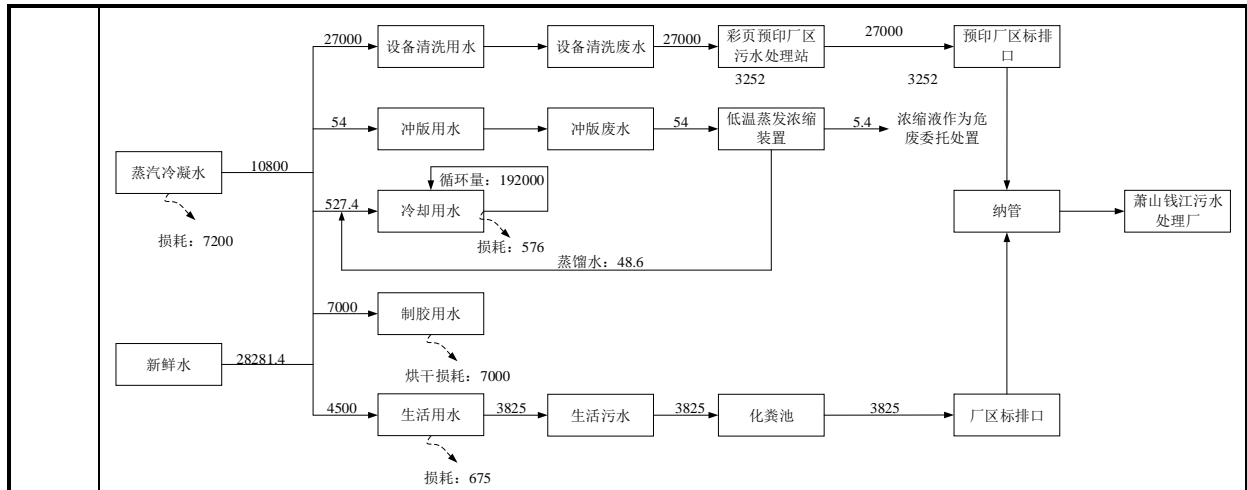 27000
设备清洗用水
设备清洗废水
27000
彩页预印厂区
污水处理站
27000
预印厂区标排
口
3252
3252
54
冲版用水
冲版废水
54
低温蒸发浓缩
装置
5.4
浓缩液作为危
废委托处置
蒸汽冷凝水
10800
循环量：192000
527.4
冷却用水
纳管
萧山钱江污水
处理厂
损耗：7200
损耗：576
蒸馏水：48.6
7000
制胶用水
新鲜水
28281.4
烘干损耗：7000
4500
生活用水
3825
生活污水
3825
化粪池
3825
厂区标排口
损耗：675